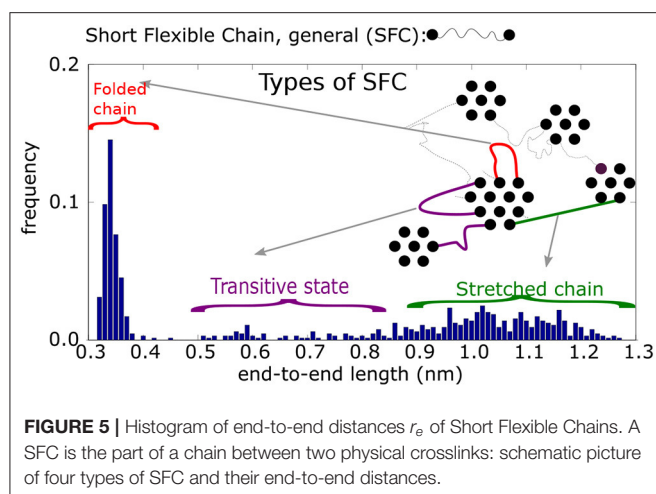 Short Flexible Chain, general (SFC):
Types of SFC
Folded
chain
Transitive state
Stretched chain
frequency
0.2
0.1
0.0
0.3 0.4 0.5 0.6 0.7 0.8 0.9 1.0 1.1 1.2 1.3
end-to-end length (nm)
FIGURE 5 | Histogram of end-to-end distances re of Short Flexible Chains. A
SFC is the part of a chain between two physical crosslinks: schematic picture
of four types of SFC and their end-to-end distances.